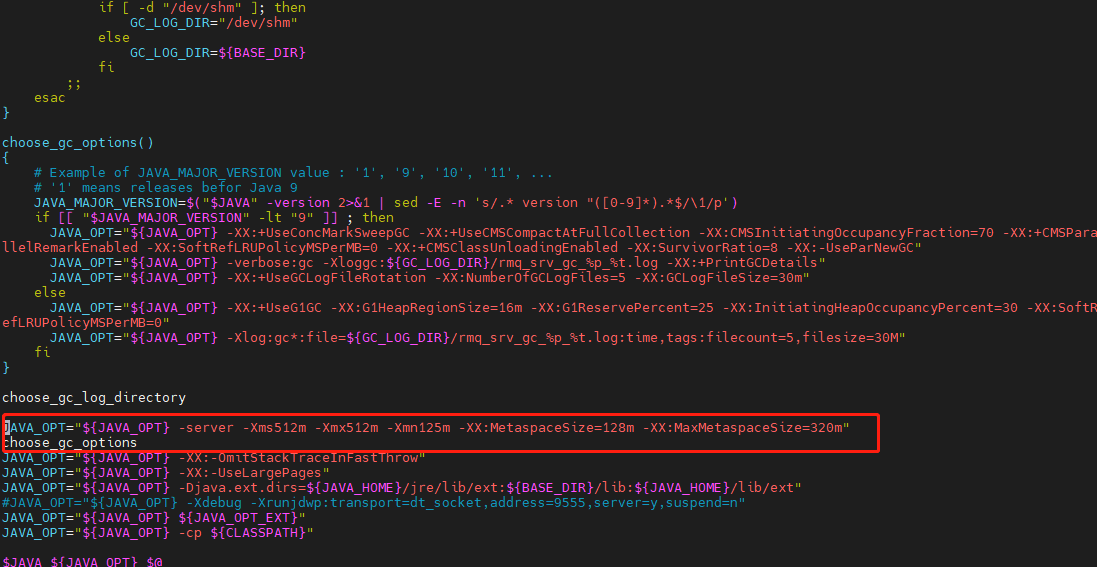 if [ -d "/dev/shm" ]; then
GC_LOG_DIR="/dev/shm"
else
GC_LOG_DIR=${BASE_DIR}
fi
;;
esac
}
choose_gc_options()
{
# Example of JAVA_MAJOR_VERSION value : '1', '9', '10', '11', ...
# '1' means releases befor Java 9
JAVA_MAJOR_VERSION=$("$JAVA" -version 2>&1 | sed -E -n 's/.* version "([0-9]*).*$/\1/p')
if [[ "$JAVA_MAJOR_VERSION" -lt "9" ]] ; then
JAVA_OPT="${JAVA_OPT} -XX:+UseConcMarkSweepGC -XX:+UseCMSCompactAtFullCollection -XX:CMSInitiatingOccupancyFraction=70 -XX:+CMSPara
llelRemarkEnabled -XX:SoftRefLRUPolicyMSPerMB=0 -XX:+CMSClassUnloadingEnabled -XX:SurvivorRatio=8 -XX:-UseParNewGC"
JAVA_OPT="${JAVA_OPT} -verbose:gc -Xloggc:${GC_LOG_DIR}/rmq_srv_gc_%p_%t.log -XX:+PrintGCDetails"
JAVA_OPT="${JAVA_OPT} -XX:+UseGCLogFileRotation -XX:NumberOfGCLogFiles=5 -XX:GCLogFileSize=30m"
else
JAVA_OPT="${JAVA_OPT} -XX:+UseG1GC -XX:G1HeapRegionSize=16m -XX:G1ReservePercent=25 -XX:InitiatingHeapOccupancyPercent=30 -XX:SoftR
efLRUPolicyMSPerMB=0"
JAVA_OPT="${JAVA_OPT} -Xlog:gc*:file=${GC_LOG_DIR}/rmq_srv_gc_%p_%t.log:time,tags:filecount=5,filesize=30M"
fi
}
choose_gc_log_directory
JAVA_OPT="${JAVA_OPT} -server -Xms512m -Xmx512m -Xmn125m -XX:MetaspaceSize=128m -XX:MaxMetaspaceSize=320m"
choose_gc_options
JAVA_OPT="${JAVA_OPT} -XX:-OmitStackTraceInFastThrow"
JAVA_OPT="${JAVA_OPT} -XX:-UseLargePages"
JAVA_OPT="${JAVA_OPT} -Djava.ext.dirs=${JAVA_HOME}/jre/lib/ext:${BASE_DIR}/lib:${JAVA_HOME}/lib/ext"
#JAVA_OPT="${JAVA_OPT} -Xdebug -Xrunjdwp:transport=dt_socket,address=9555,server=y,suspend=n"
JAVA_OPT="${JAVA_OPT} ${JAVA_OPT_EXT}"
JAVA_OPT="${JAVA_OPT} -cp ${CLASSPATH}"
$JAVA ${JAVA_OPT} $@